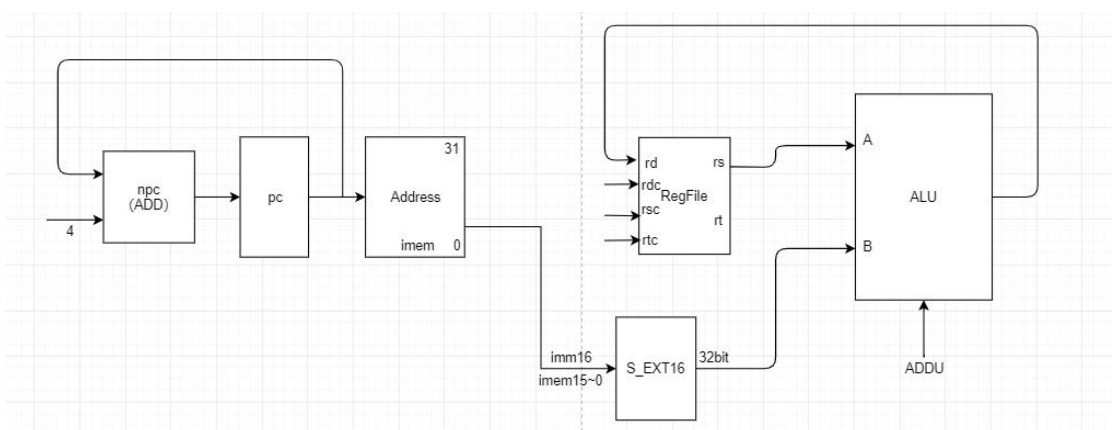 npc
(ADD)
4
pc
31
Address
imem 0
rd rs
rdc
RegFile
rsc
rt
rtc
A
ALU
B
imm16
imem15~0
S_EXT16
32bit
ADDU